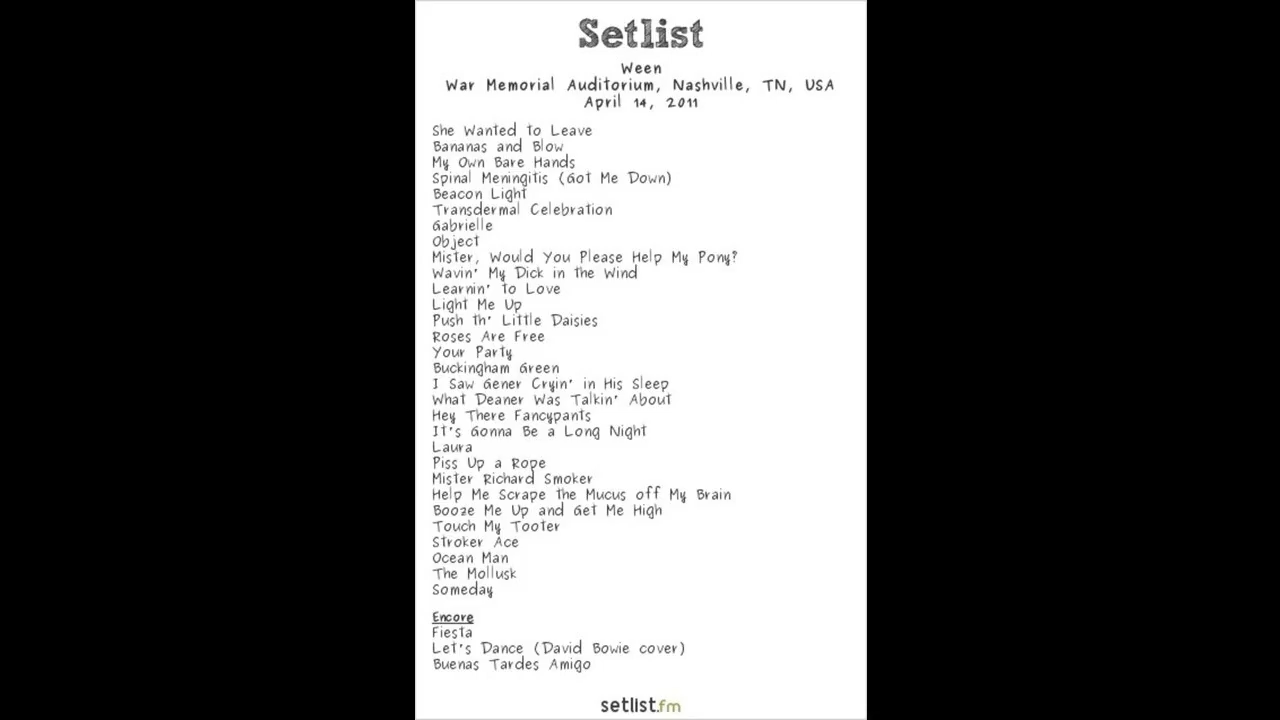 Setlist
Ween
War Memorial Auditorium, Nashville, TN, USA
April 14, 2011
She Wanted to Leave
Bananas and Blow
My Own Bare Hands
Spinal Meningitis (Got Me Down)
Beacon Light
Transdermal Celebration
Gabrielle
Object
Mister, Would You Please Help My Pony?
Wavin' My Dick in the Wind
Learnin' to Love
Light Me Up
Push th' Little Daisies
Roses Are Free
Your Party
Buckingham Green
I Saw Gener Cryin' in His Sleep
What Deaner Was Talkin' About
Hey There Fancypants
It's Gonna Be a Long Night
Laura
Piss Up a Rope
Mister Richard Smoker
Help Me Scrape the Mucus off My Brain
Booze Me Up and Get Me High
Touch My Tooter
Stroker Ace
Ocean Man
The Mollusk
Someday
Encore
Fiesta
Let's Dance (David Bowie cover)
Buenas Tardes Amigo
setlist.fm